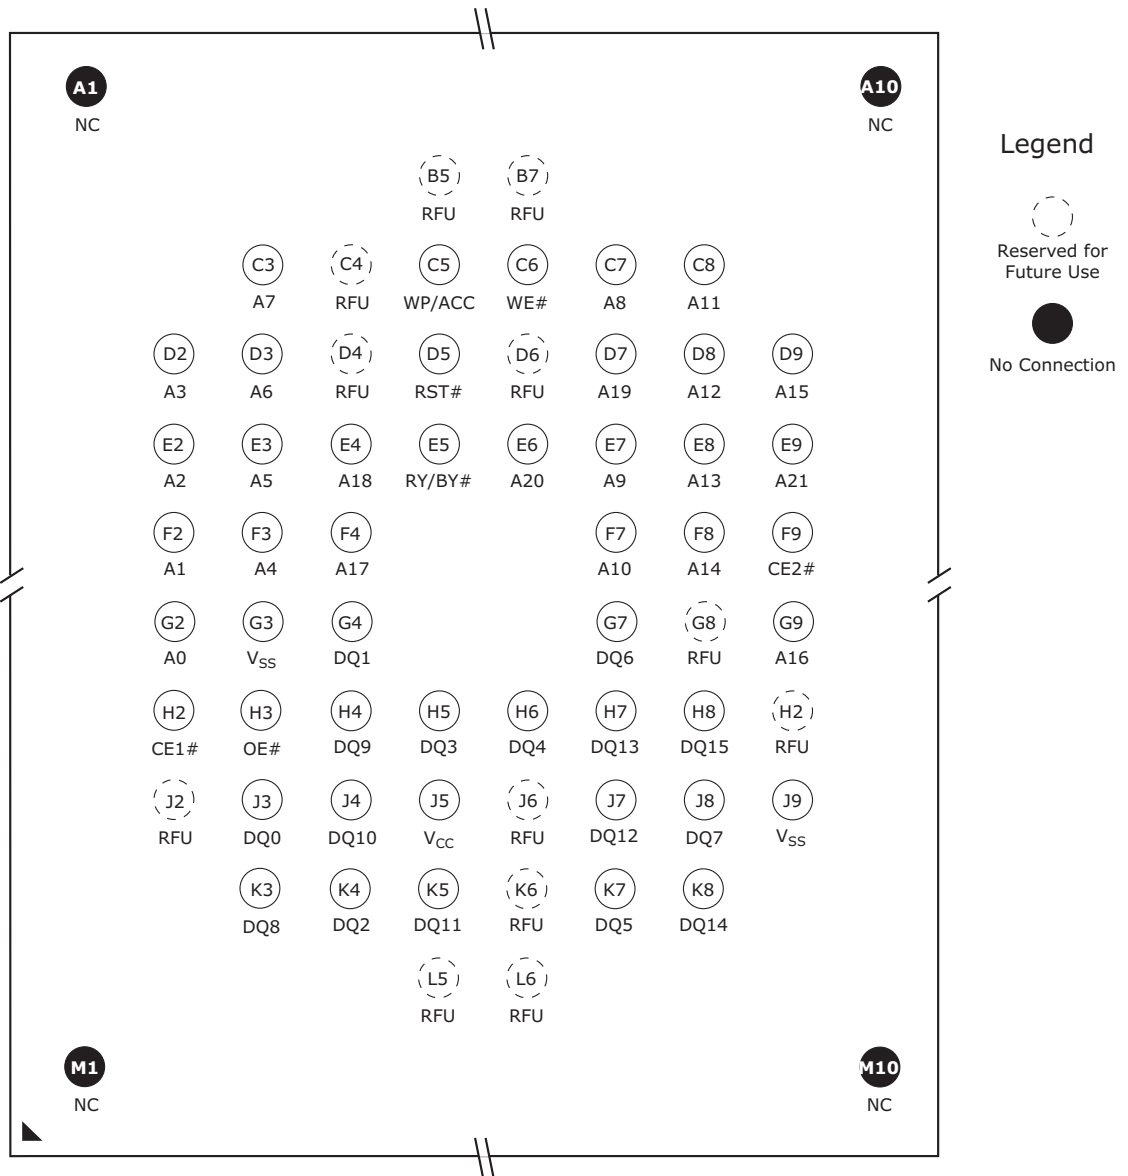 A1 A10
NC NC
Legend
B5 B7
RFU RFU
Reserved for
Future Use
C3 C4 C5 C6 C7 C8
A7 RFU WP/ACC WE# A8 A11
No Connection
D2 D3 D4 D5 D6 D7 D8 D9
A3 A6 RFU RST# RFU A19 A12 A15
E2 E3 E4 E5 E6 E7 E8 E9
A2 A5 A18 RY/BY# A20 A9 A13 A21
F2 F3 F4 F7 F8 F9
A1 A4 A17 A10 A14 CE2#
G2 G3 G4 G7 G8 G9
A0 VSS DQ1 DQ6 RFU A16
H2 H3 H4 H5 H6 H7 H8 H2
CE1# OE# DQ9 DQ3 DQ4 DQ13 DQ15 RFU
J2 J3 J4 J5 J6 J7 J8 J9
RFU DQ0 DQ10 VCC RFU DQ12 DQ7 VSS
K3 K4 K5 K6 K7 K8
DQ8 DQ2 DQ11 RFU DQ5 DQ14
L5 L6
RFU RFU
M1 M10
NC NC